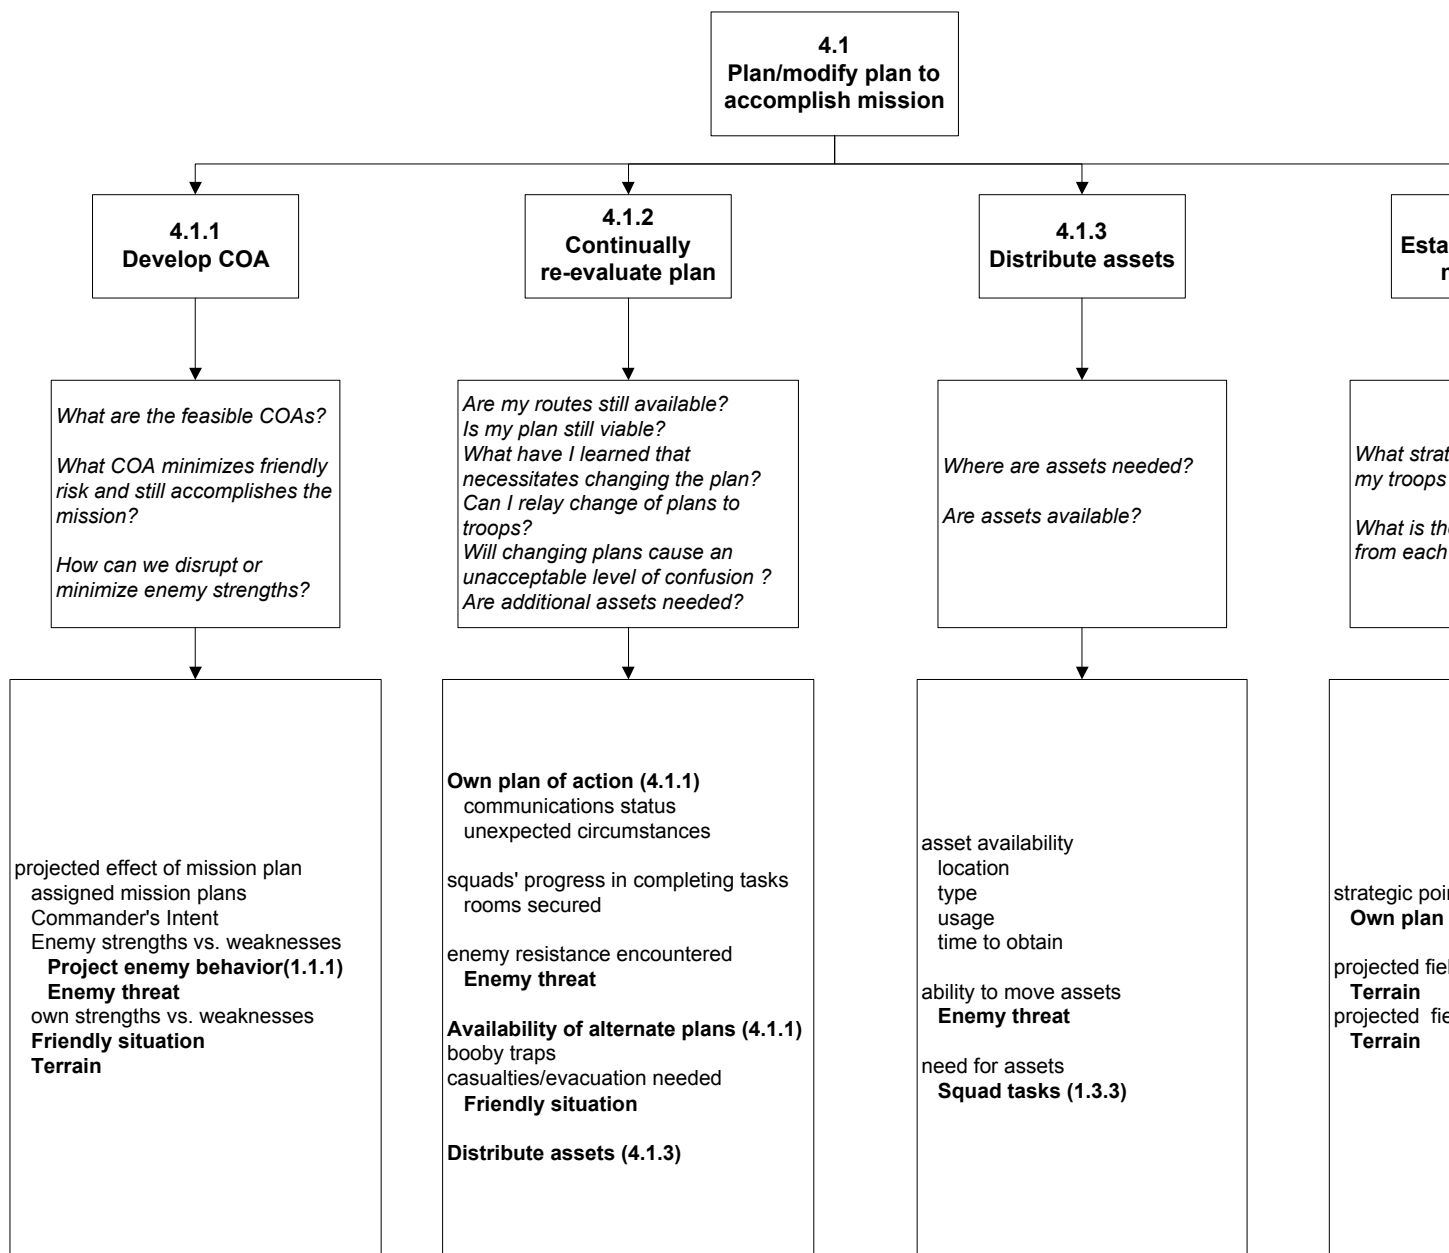 4.1
Plan/modify plan to
accomplish mission
4.1.1
Develop COA
4.1.2
Continually
re-evaluate plan
4.1.3
Distribute assets
What are the feasible COAs?
What COA minimizes friendly
risk and still accomplishes the
mission?
How can we disrupt or
minimize enemy strengths?
Are my routes still available?
Is my plan still viable?
What have I learned that
necessitates changing the plan?
Can I relay change of plans to
troops?
Will changing plans cause an
unacceptable level of confusion ?
Are additional assets needed?
Where are assets needed?
Are assets available?
What
my troops
What is
from each
projected effect of mission plan
assigned mission plans
Commander's Intent
Enemy strengths vs. weaknesses
Project enemy behavior(1.1.1)
Enemy threat
own strengths vs. weaknesses
Friendly situation
Terrain
Own plan of action (4.1.1)
communications status
unexpected circumstances
squads' progress in completing tasks
rooms secured
enemy resistance encountered
Enemy threat
Availability of alternate plans (4.1.1)
booby traps
casualties/evacuation needed
Friendly situation
Distribute assets (4.1.3)
asset availability
location
type
usage
time to obtain
ability to move assets
Enemy threat
need for assets
Squad tasks (1.3.3)
strategic
Own plan
projected
Terrain
projected
Terrain